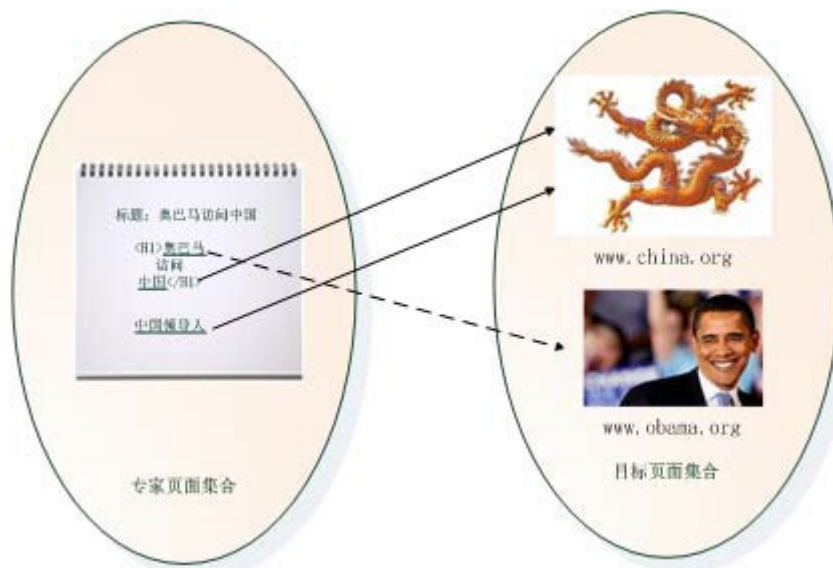 标题: 奥巴马访问中国
<H1>奥巴马
访问
中国</H1>
中国领导人
专家页面集合
www.china.org
www.obama.org
目标页面集合